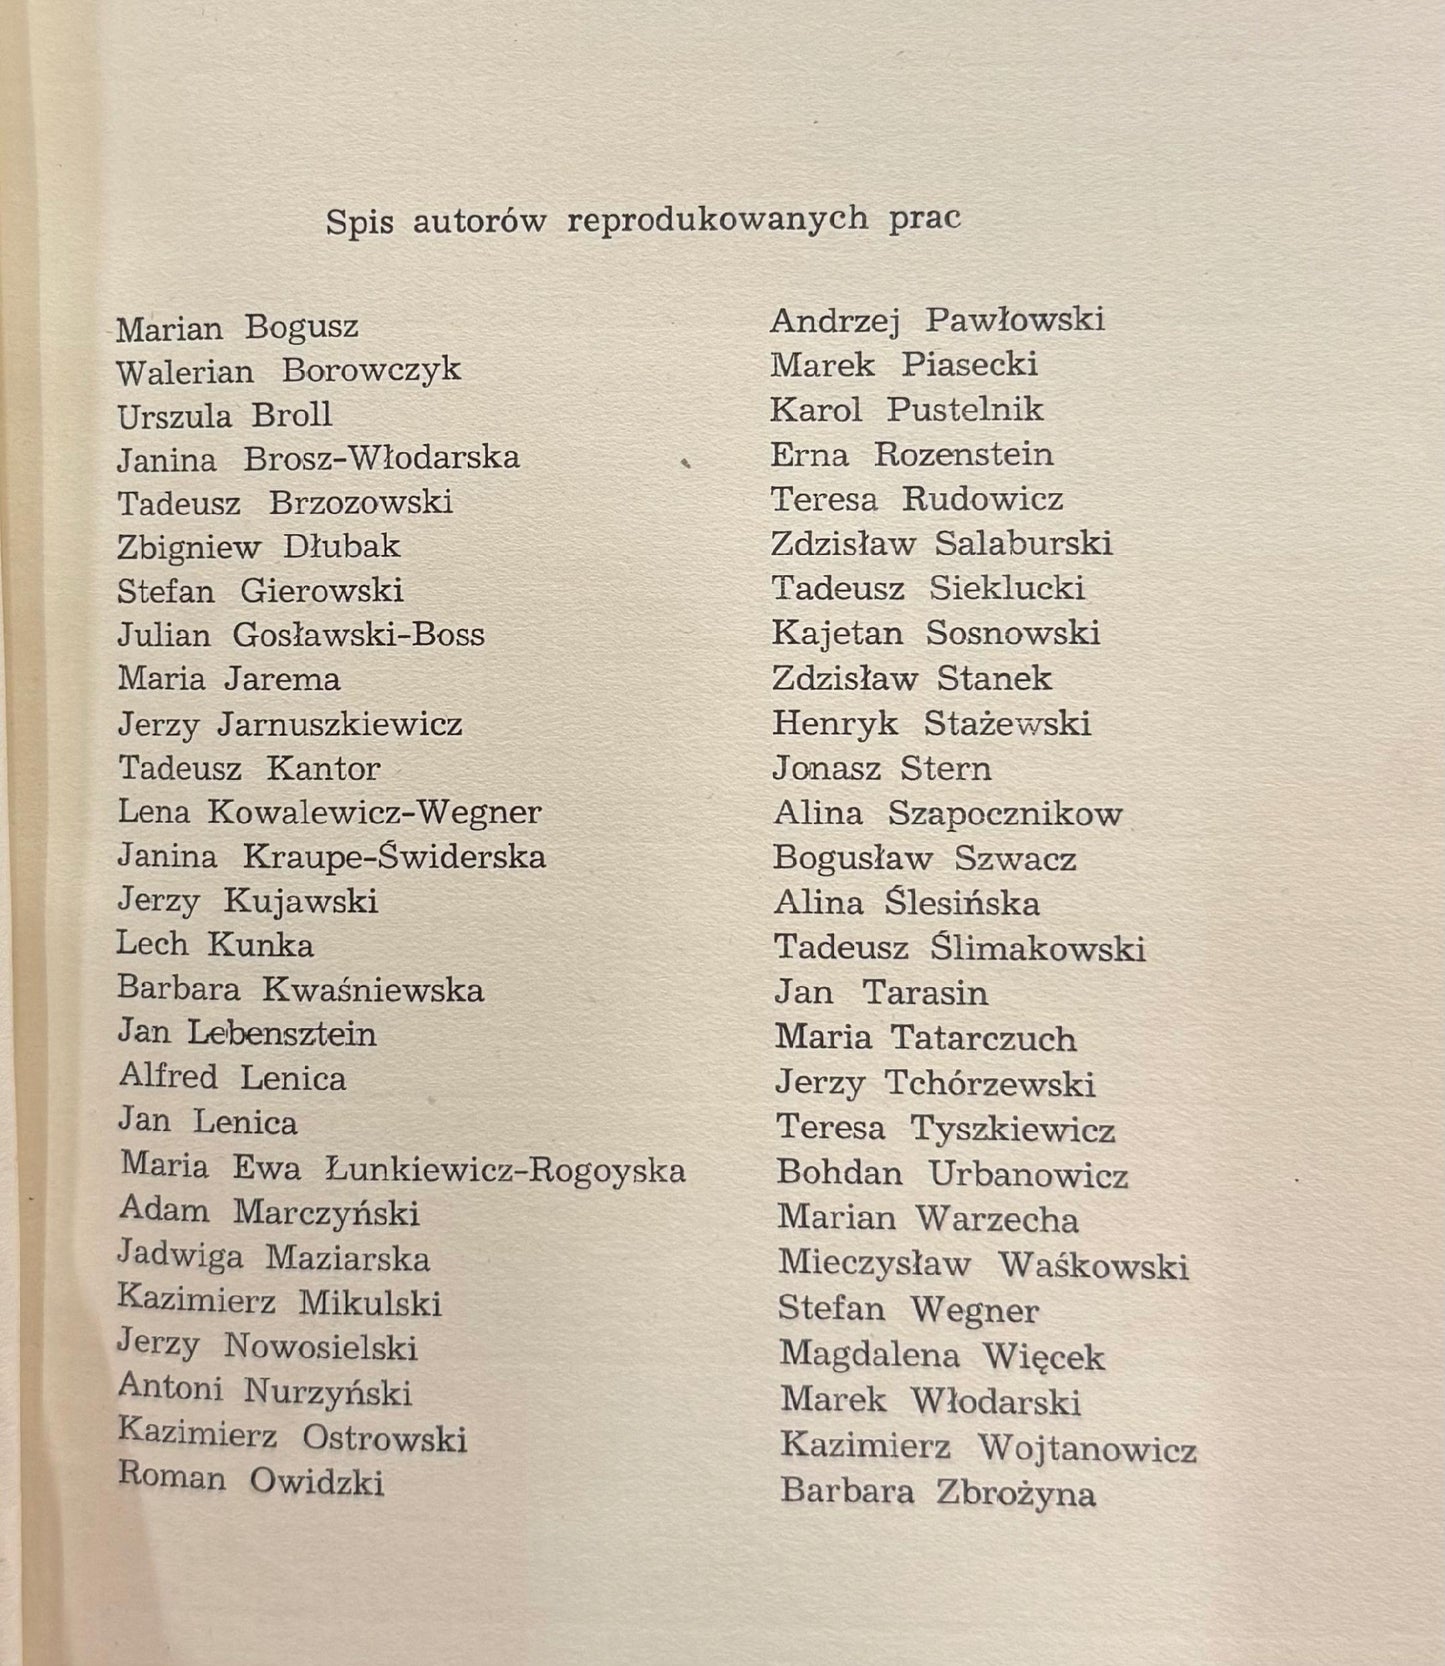 Spis autorów reprodukowanych prac
Marian Bogusz
Walerian Borowczyk
Urszula Broll
Janina Brosz-Włodarska
Tadeusz Brzozowski
Zbigniew Dłubak
Stefan Gierowski
Julian Gosławski-Boss
Maria Jarema
Jerzy Jarnuszkiewicz
Tadeusz Kantor
Lena Kowalewicz-Wegner
Janina Kraupe-Świderska
Jerzy Kujawski
Lech Kunka
Barbara Kwaśniewska
Jan Lebensztein
Alfred Lenica
Jan Lenica
Maria Ewa Łunkiewicz-Rogoyska
Adam Marczyński
Jadwiga Maziarska
Kazimierz Mikulski
Jerzy Nowosielski
Antoni Nurzyński
Kazimierz Ostrowski
Roman Owidzki
Andrzej Pawłowski
Marek Piasecki
Karol Pustelnik
Erna Rozenstein
Teresa Rudowicz
Zdzisław Salaburski
Tadeusz Sieklucki
Kajetan Sosnowski
Zdzisław Stanek
Henryk Stażewski
Jonasz Stern
Alina Szapocznikow
Bogusław Szwacz
Alina Ślesińska
Tadeusz Ślimakowski
Jan Tarasin
Maria Tatarczuch
Jerzy Tchórzewski
Teresa Tyszkiewicz
Bohdan Urbanowicz
Marian Warzecha
Mieczysław Waśkowski
Stefan Wegner
Magdalena Więcek
Marek Włodarski
Kazimierz Wojtanowicz
Barbara Zbrożyna